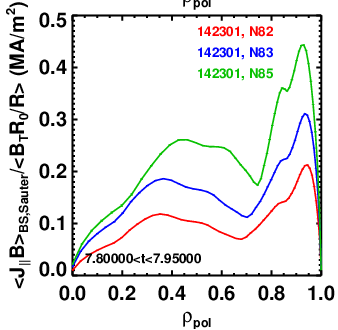 ρpol
142301, N82
142301, N83
142301, N85
<J∥B>BS,Sauter/<BTR0/R> (MA/m²)
0.5
0.4
0.3
0.2
0.1
0.0
7.80000<t<7.95000
0.0 0.2 0.4 0.6 0.8 1.0
ρpol